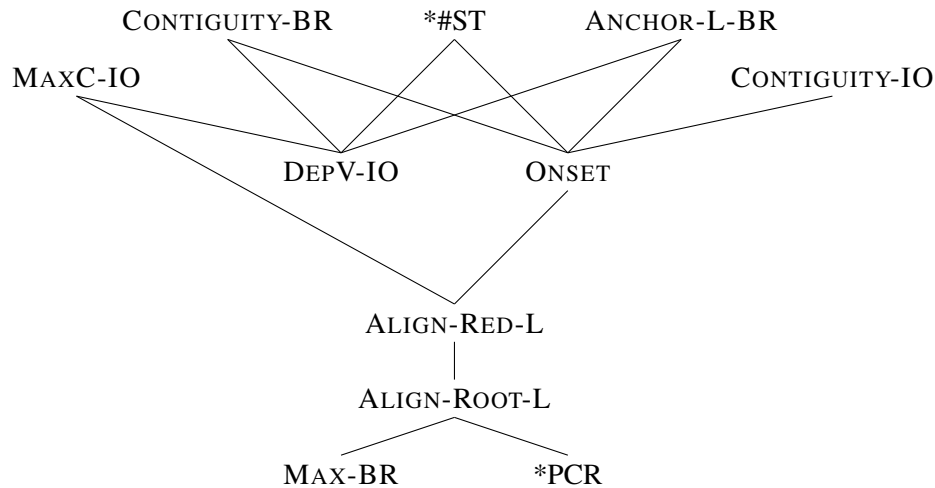 CONTIGUITY-BR *#ST ANCHOR-L-BR
MAXC-IO CONTIGUITY-IO
DEPV-IO ONSET
ALIGN-RED-L
ALIGN-ROOT-L
MAX-BR *PCR